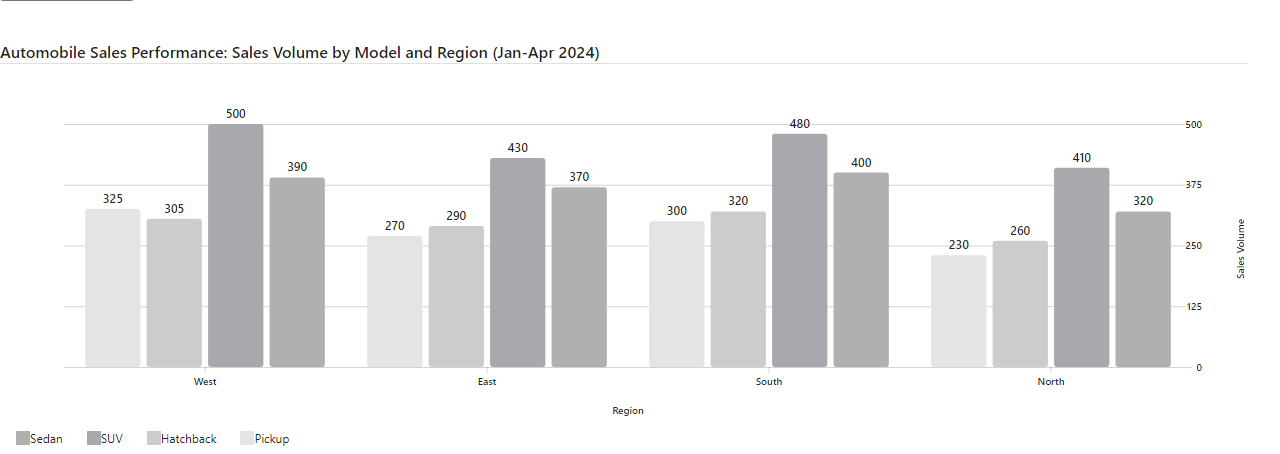 Automobile Sales Performance: Sales Volume by Model and Region (Jan-Apr 2024)
500
480 500
430
390 400 410
370 375
325 320 320
305 300
290
270 260
230 250
Sales Volume
125
0
West East South North
Region
Sedan SUV Hatchback Pickup